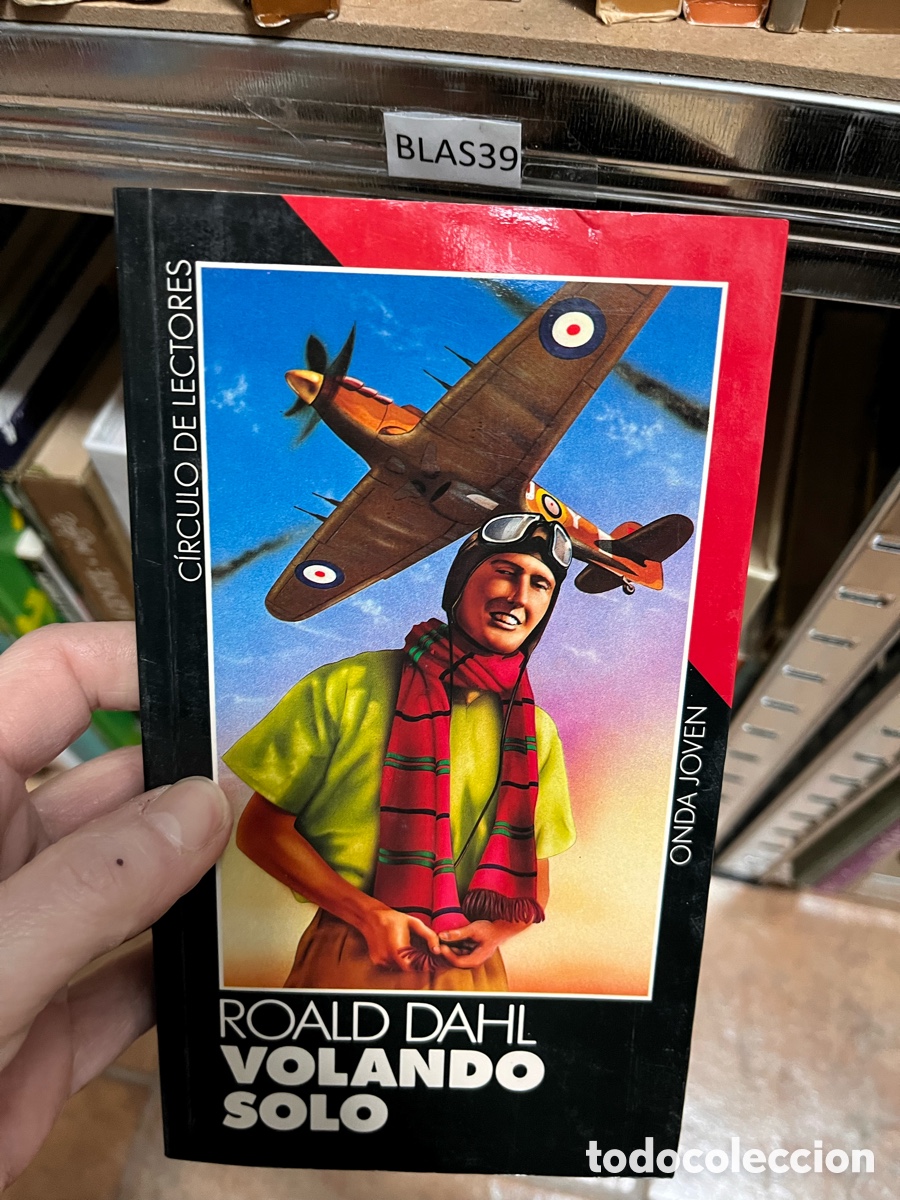 BLAS39
CÍRCULO DE LECTORES
ONDA JOVEN
ROALD DAHL
VOLANDO
SOLO
todocoleccion